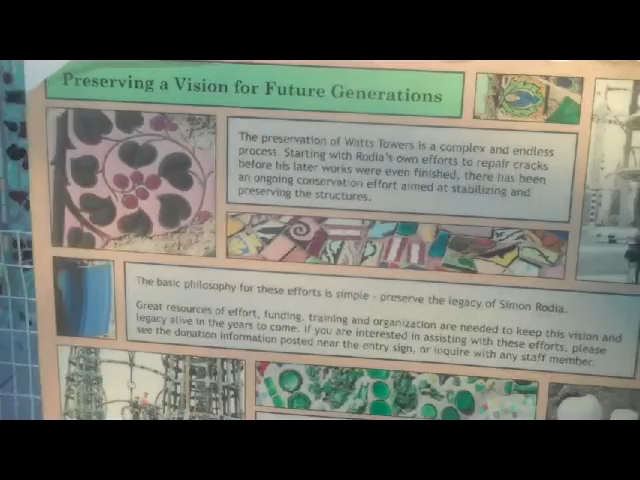 Preserving a Vision for Future Generations
The preservation of Watts Towers is a complex and endless
process. Starting with Rodia's own efforts to repair cracks
before his later works were even finished, there has been
an ongoing conservation effort aimed at stabilizing and
preserving the structures.
The basic philosophy for these efforts is simple - preserve the legacy of Simon Rodia.
Great resources of effort, funding, training and organization are needed to keep this vision and
legacy alive in the years to come. If you are interested in assisting with these efforts, please
see the donation information posted near the entry sign, or inquire with any staff member.